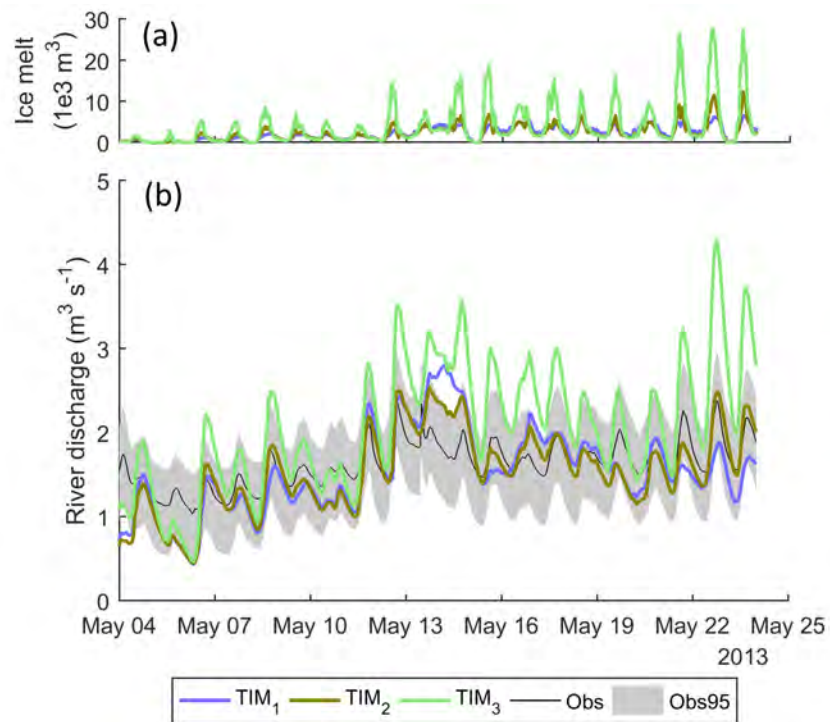 (a)
Ice melt
(1e3 m³)
30
20
10
0
(b)
River discharge (m³ s⁻¹)
5
4
3
2
1
0
May 04 May 07 May 10 May 13 May 16 May 19 May 22 May 25
2013
TIM₁ TIM₂ TIM₃ Obs Obs95